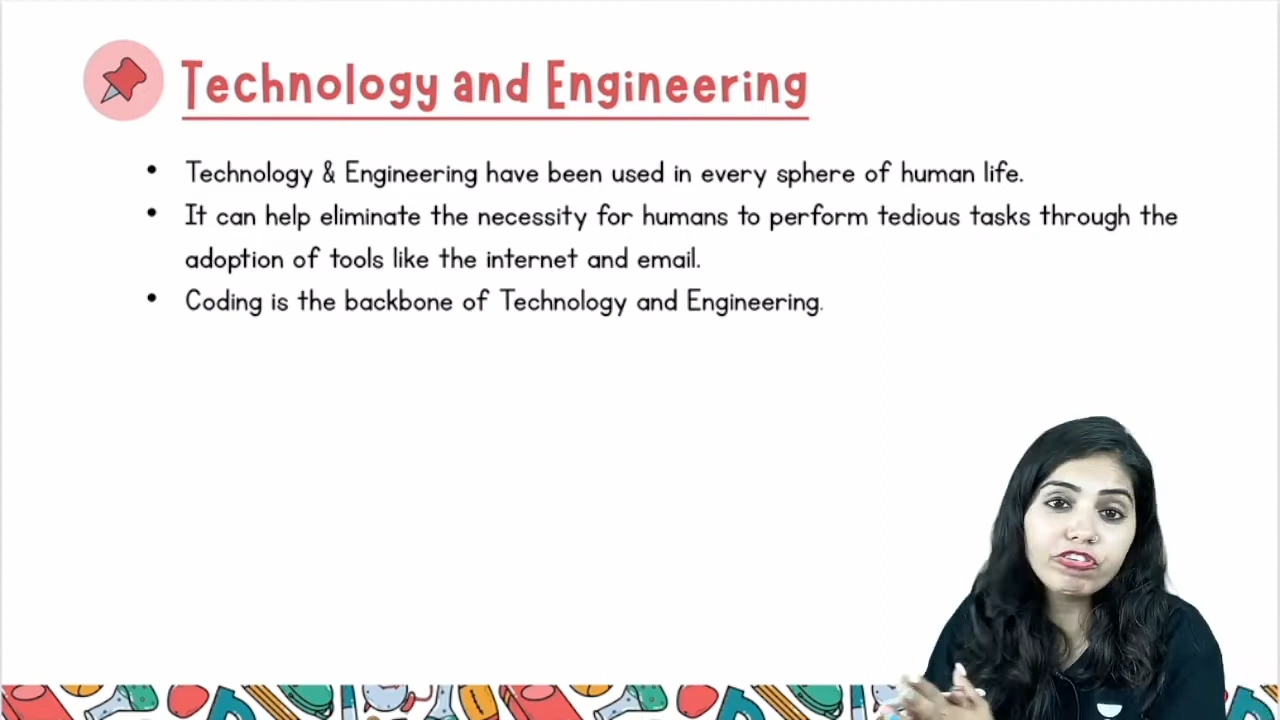 Technology and Engineering
• Technology & Engineering have been used in every sphere of human life.
• It can help eliminate the necessity for humans to perform tedious tasks through the
adoption of tools like the internet and email.
• Coding is the backbone of Technology and Engineering.